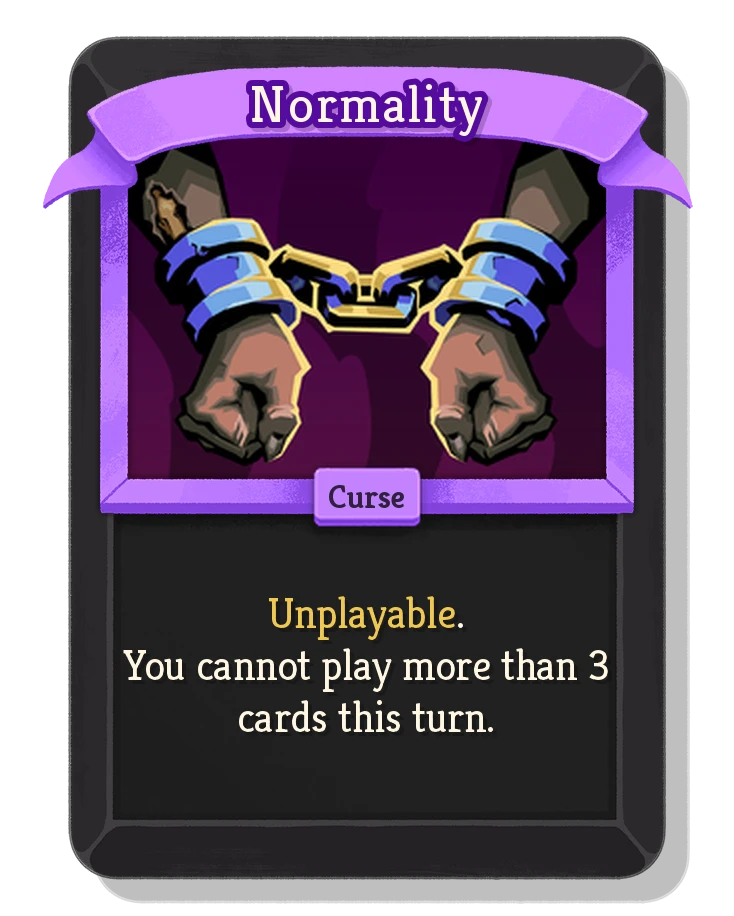 Normality
Curse
Unplayable.
You cannot play more than 3
cards this turn.